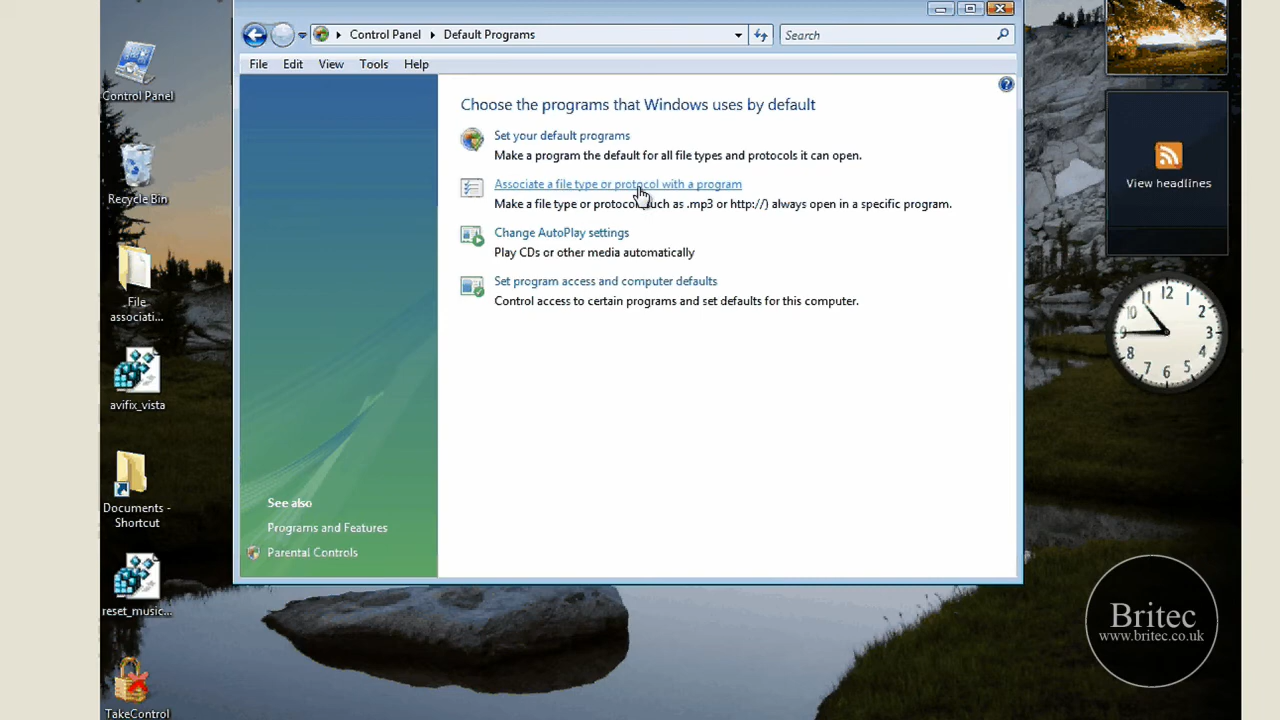 Control Panel
Default Programs
Search
File
Edit
View
Tools
Help
Choose the programs that Windows uses by default
Set your default programs
Make a program the default for all file types and protocols it can open.
Associate a file type or protocol with a program
Make a file type or protocol such as .mp3 or http://) always open in a specific program.
Change AutoPlay settings
Play CDs or other media automatically
Set program access and computer defaults
Control access to certain programs and set defaults for this computer.
See also
Programs and Features
Parental Controls
Control Panel
Recycle Bin
File
associati...
avifix_vista
Documents -
Shortcut
reset_music...
TakeControl
View headlines
12
1
2
3
4
5
6
7
8
9
10
11
Britec
www.britec.co.uk